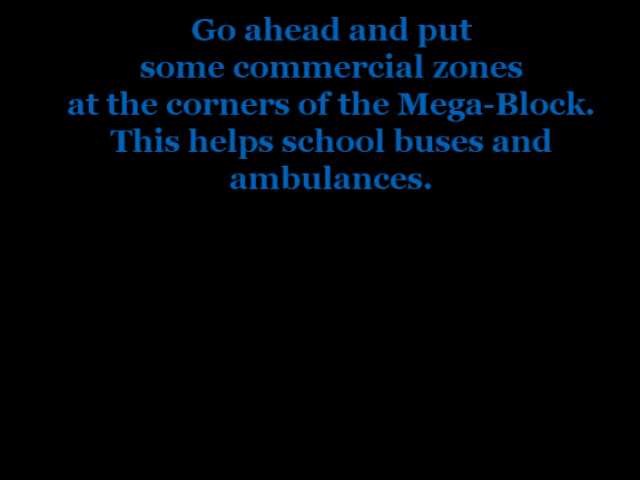 Go ahead and put
some commercial zones
at the corners of the Mega-Block.
This helps school buses and
ambulances.